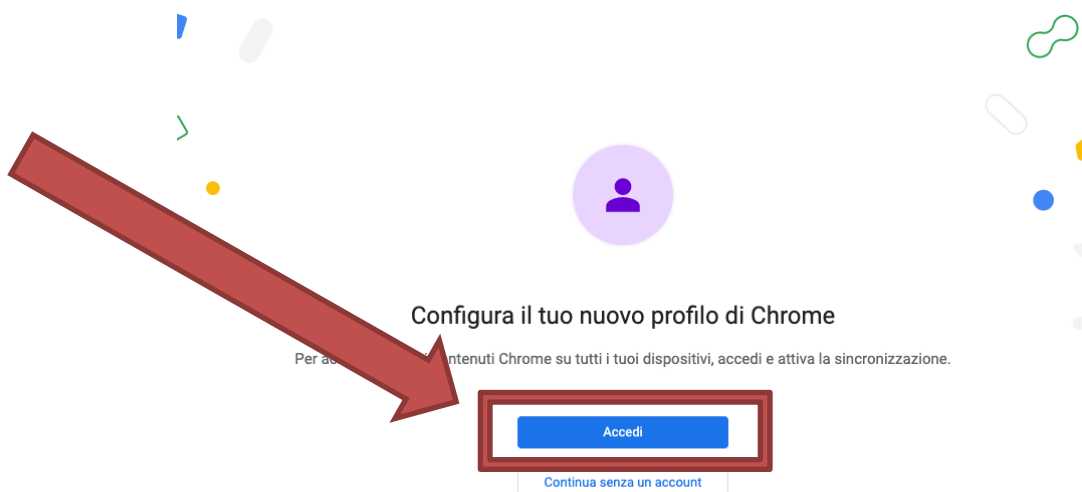 Configura il tuo nuovo profilo di Chrome
Per Chrome su tutti i tuoi dispositivi, accedi e attiva la sincronizzazione.
Accedi
Continua senza un account